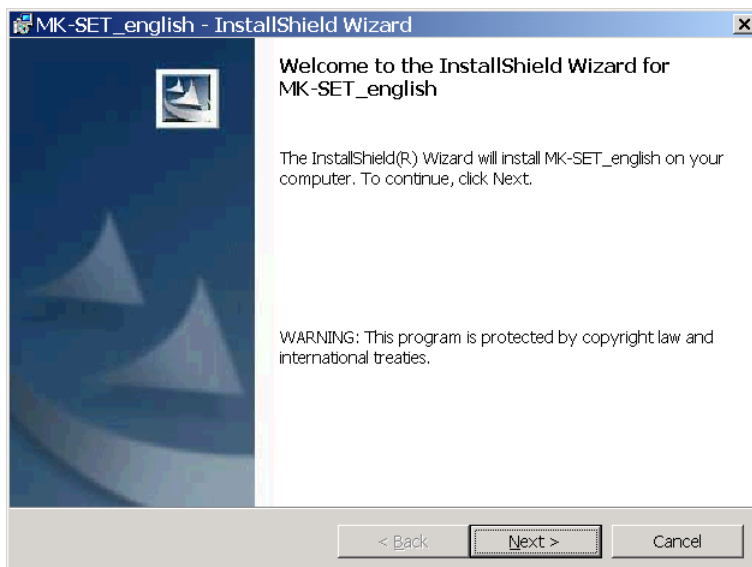 MK-SET_english - InstallShield Wizard
Welcome to the InstallShield Wizard for
MK-SET_english
The InstallShield(R) Wizard will install MK-SET_english on your
computer. To continue, click Next.
WARNING: This program is protected by copyright law and
international treaties.
< Back
Next >
Cancel